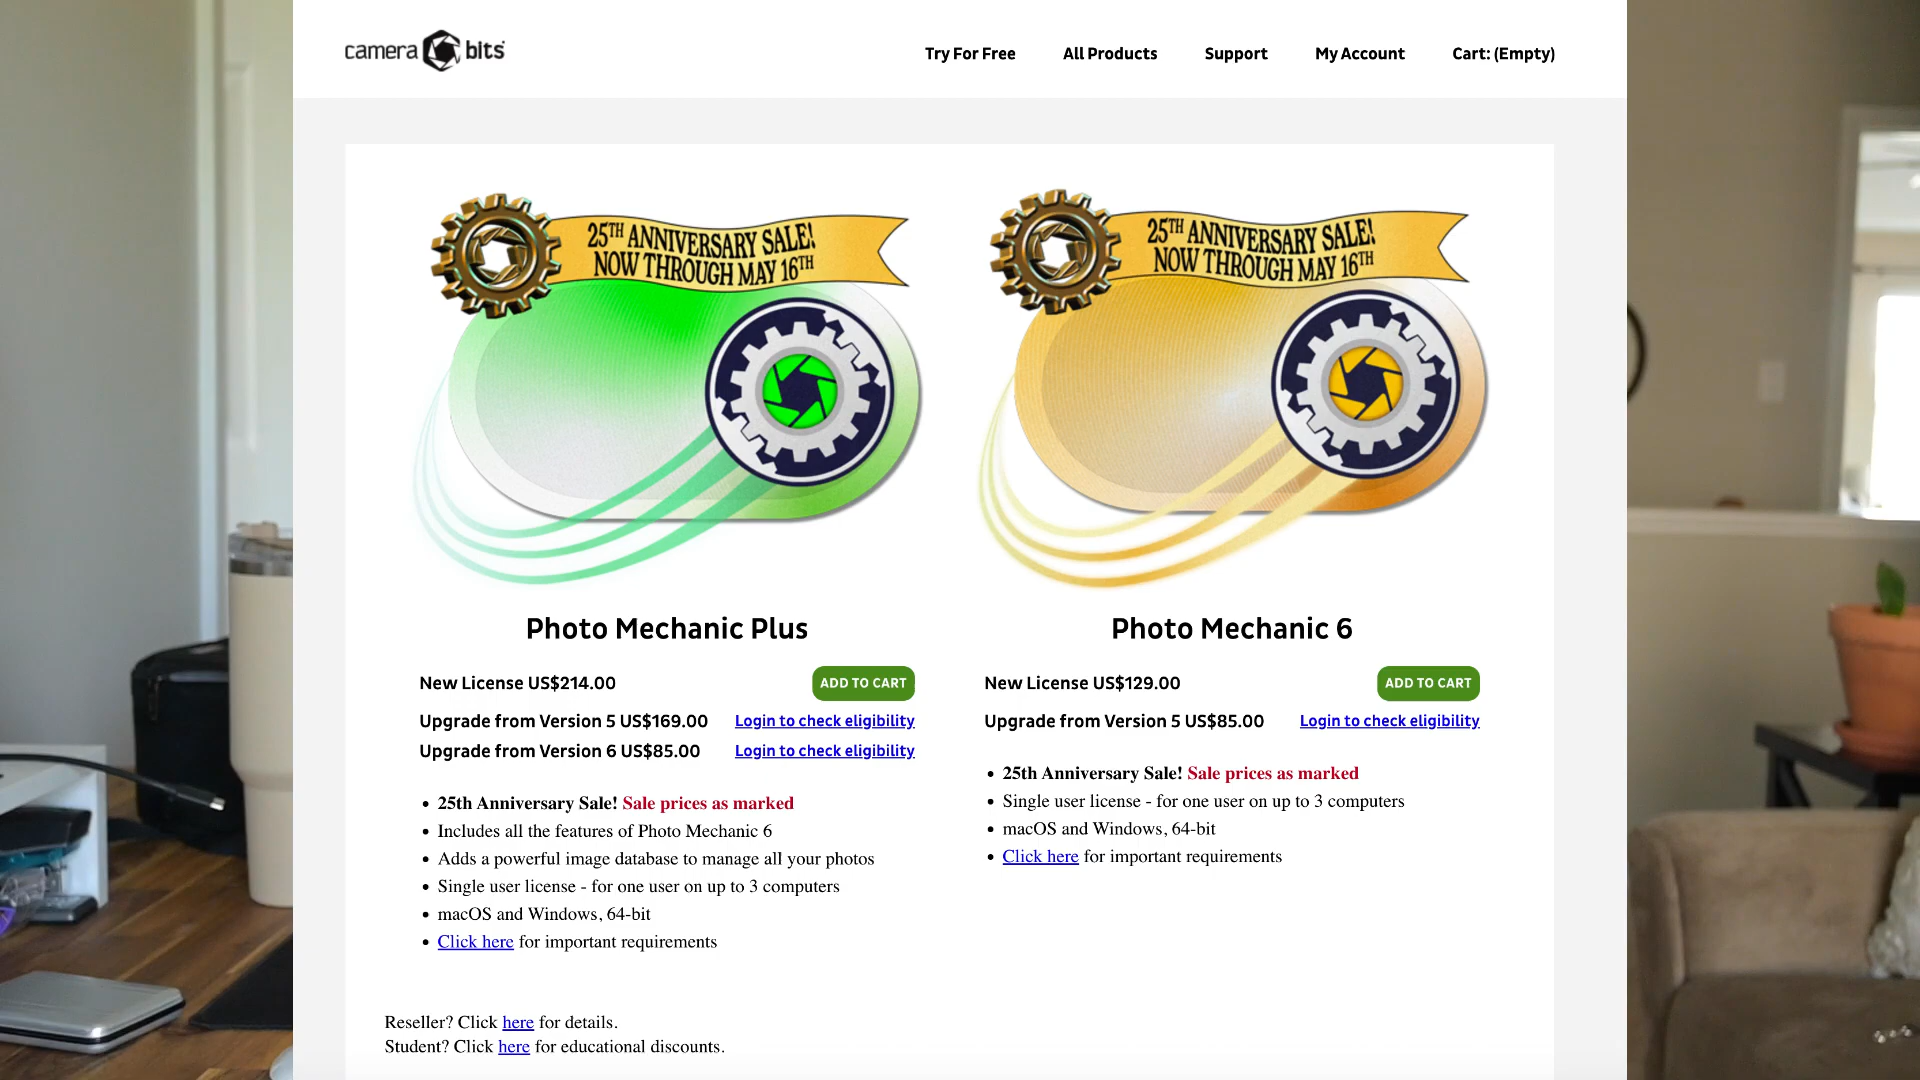 camera bits
Try For Free
All Products
Support
My Account
Cart: (Empty)
25TH ANNIVERSARY SALE!
NOW THROUGH MAY 16TH
25TH ANNIVERSARY SALE!
NOW THROUGH MAY 16TH
Photo Mechanic Plus
New License US$214.00
ADD TO CART
Upgrade from Version 5 US$169.00
Login to check eligibility
Upgrade from Version 6 US$85.00
Login to check eligibility
• 25th Anniversary Sale! Sale prices as marked
• Includes all the features of Photo Mechanic 6
• Adds a powerful image database to manage all your photos
• Single user license - for one user on up to 3 computers
• macOS and Windows, 64-bit
• Click here for important requirements
Photo Mechanic 6
New License US$129.00
ADD TO CART
Upgrade from Version 5 US$85.00
Login to check eligibility
• 25th Anniversary Sale! Sale prices as marked
• Single user license - for one user on up to 3 computers
• macOS and Windows, 64-bit
• Click here for important requirements
Reseller? Click here for details.
Student? Click here for educational discounts.